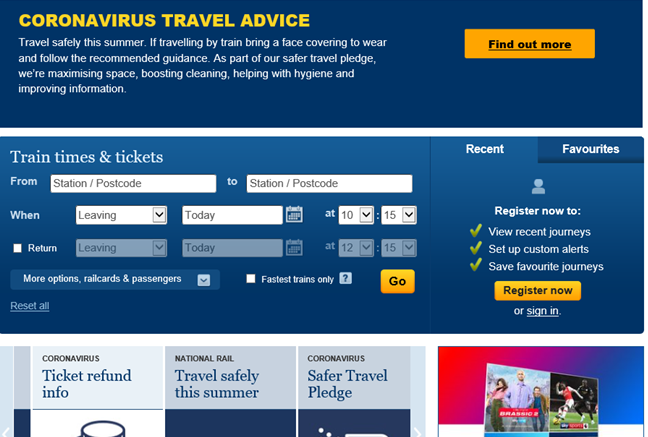 CORONAVIRUS TRAVEL ADVICE
Travel safely this summer. If travelling by train bring a face covering to wear
and follow the recommended guidance. As part of our safer travel pledge,
we're maximising space, boosting cleaning, helping with hygiene and
improving information.
Find out more
Train times & tickets
From Station / Postcode to Station / Postcode
When Leaving Today at 10 : 15
Return Leaving Today at 12 : 15
More options, railcards & passengers Fastest trains only ? Go
Reset all
Recent Favourites
Register now to:
View recent journeys
Set up custom alerts
Save favourite journeys
Register now
or sign in.
CORONAVIRUS
Ticket refund
info
NATIONAL RAIL
Travel safely
this summer
CORONAVIRUS
Safer Travel
Pledge
BRASSIC 2
sky sports